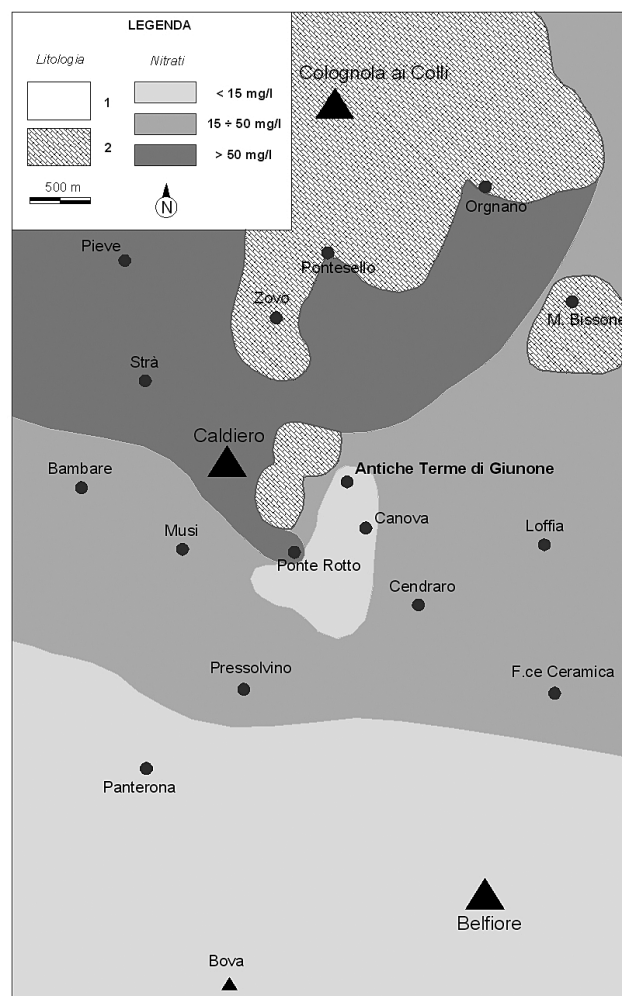 LEGENDA
Litologia Nitrati
1 < 15 mg/l
2 15 ÷ 50 mg/l
> 50 mg/l
500 m
N
Colognola ai Colli
Orgnano
Pieve
Pontesello
Zovo
M. Bissone
Strà
Caldiero
Bambare
Antiche Terme di Giunone
Canova
Musi
Loffia
Ponte Rotto
Cendraro
Pressolvino
F.ce Ceramica
Panterona
Belfiore
Bova